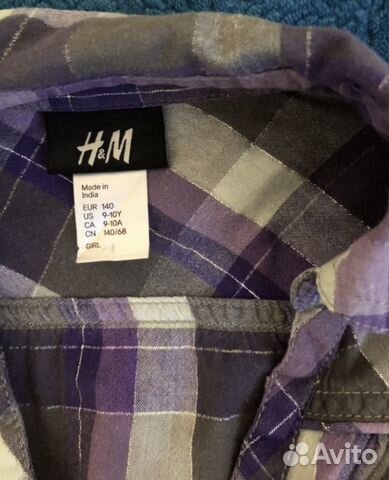 H&M
Made in
India
EUR 140
US 9-10Y
CA 9-10A
CN 140/68
GIRL
Avito